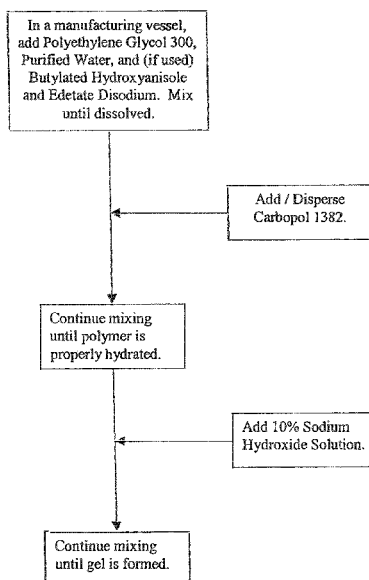 In a manufacturing vessel,
add Polyethylene Glycol 300,
Purified Water, and (if used)
Butylated Hydroxyanisole
and Edetate Disodium. Mix
until dissolved.
Add / Disperse
Carbopol 1382.
Continue mixing
until polymer is
properly hydrated.
Add 10% Sodium
Hydroxide Solution.
Continue mixing
until gel is formed.